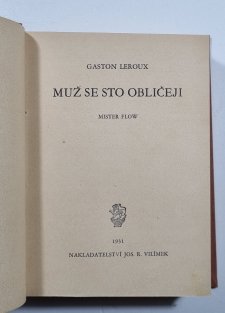 GASTON LEROUX
MUŽ SE STO OBLIČEJI
MISTER FLOW
1931
NAKLADATELSTVÍ JOS. R. VILÍMEK